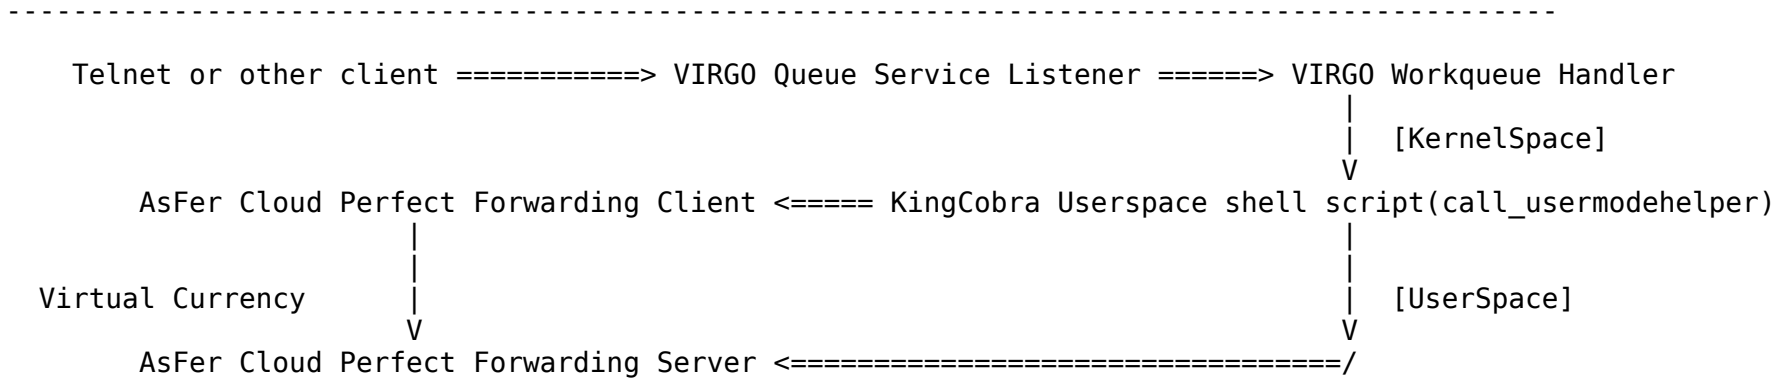 ----------------------------------------------------------------------------------------------
Telnet or other client ===========> VIRGO Queue Service Listener ======> VIRGO Workqueue Handler
|
| [KernelSpace]
V
AsFer Cloud Perfect Forwarding Client <===== KingCobra Userspace shell script(call_usermodehelper)
| |
| |
Virtual Currency | | [UserSpace]
V V
AsFer Cloud Perfect Forwarding Server <=================================/